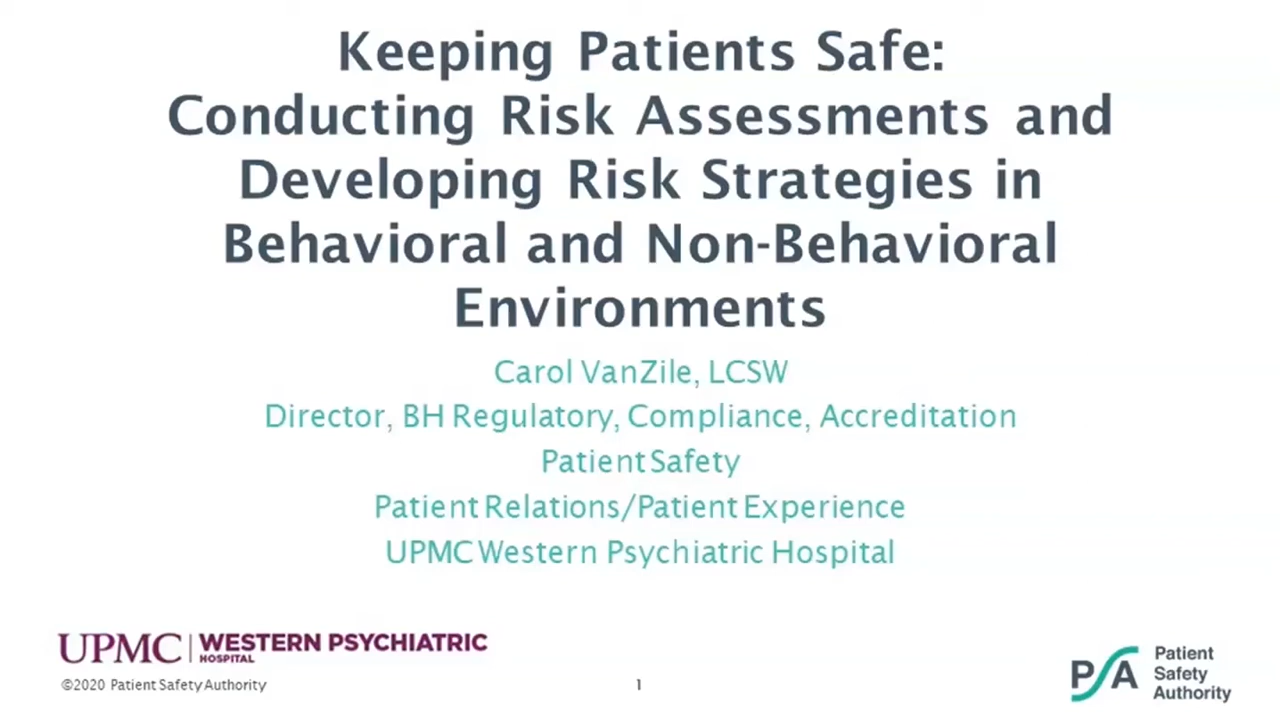 Keeping Patients Safe:
Conducting Risk Assessments and
Developing Risk Strategies in
Behavioral and Non-Behavioral
Environments
Carol VanZile, LCSW
Director, BH Regulatory, Compliance, Accreditation
Patient Safety
Patient Relations/Patient Experience
UPMC Western Psychiatric Hospital
UPMC | WESTERN PSYCHIATRIC
HOSPITAL
©2020 Patient Safety Authority
1
PSA
Patient
Safety
Authority